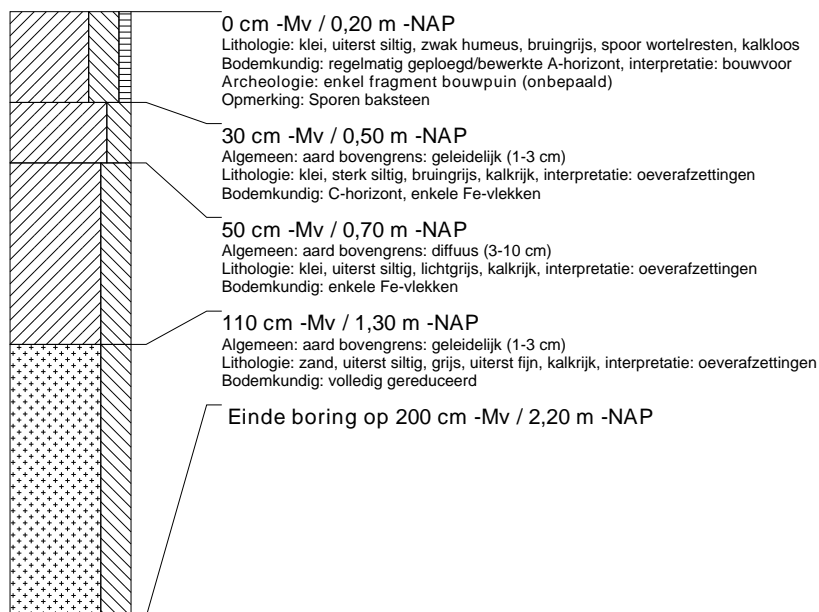 0 cm -Mv / 0,20 m -NAP
Lithologie: klei, uiterst siltig, zwak humeus, bruingrijs, spoor wortelresten, kalkloos
Bodemkundig: regelmatig geploegd/bewerkte A-horizont, interpretatie: bouwvoor
Archeologie: enkel fragment bouwpuin (onbepaald)
Opmerking: Sporen baksteen
30 cm -Mv / 0,50 m -NAP
Algemeen: aard bovengrens: geleidelijk (1-3 cm)
Lithologie: klei, sterk siltig, bruingrijs, kalkrijk, interpretatie: oeverafzettingen
Bodemkundig: C-horizont, enkele Fe-vlekken
50 cm -Mv / 0,70 m -NAP
Algemeen: aard bovengrens: diffuus (3-10 cm)
Lithologie: klei, uiterst siltig, lichtgrijs, kalkrijk, interpretatie: oeverafzettingen
Bodemkundig: enkele Fe-vlekken
110 cm -Mv / 1,30 m -NAP
Algemeen: aard bovengrens: geleidelijk (1-3 cm)
Lithologie: zand, uiterst siltig, grijs, uiterst fijn, kalkrijk, interpretatie: oeverafzettingen
Bodemkundig: volledig gereduceerd
Einde boring op 200 cm -Mv / 2,20 m -NAP